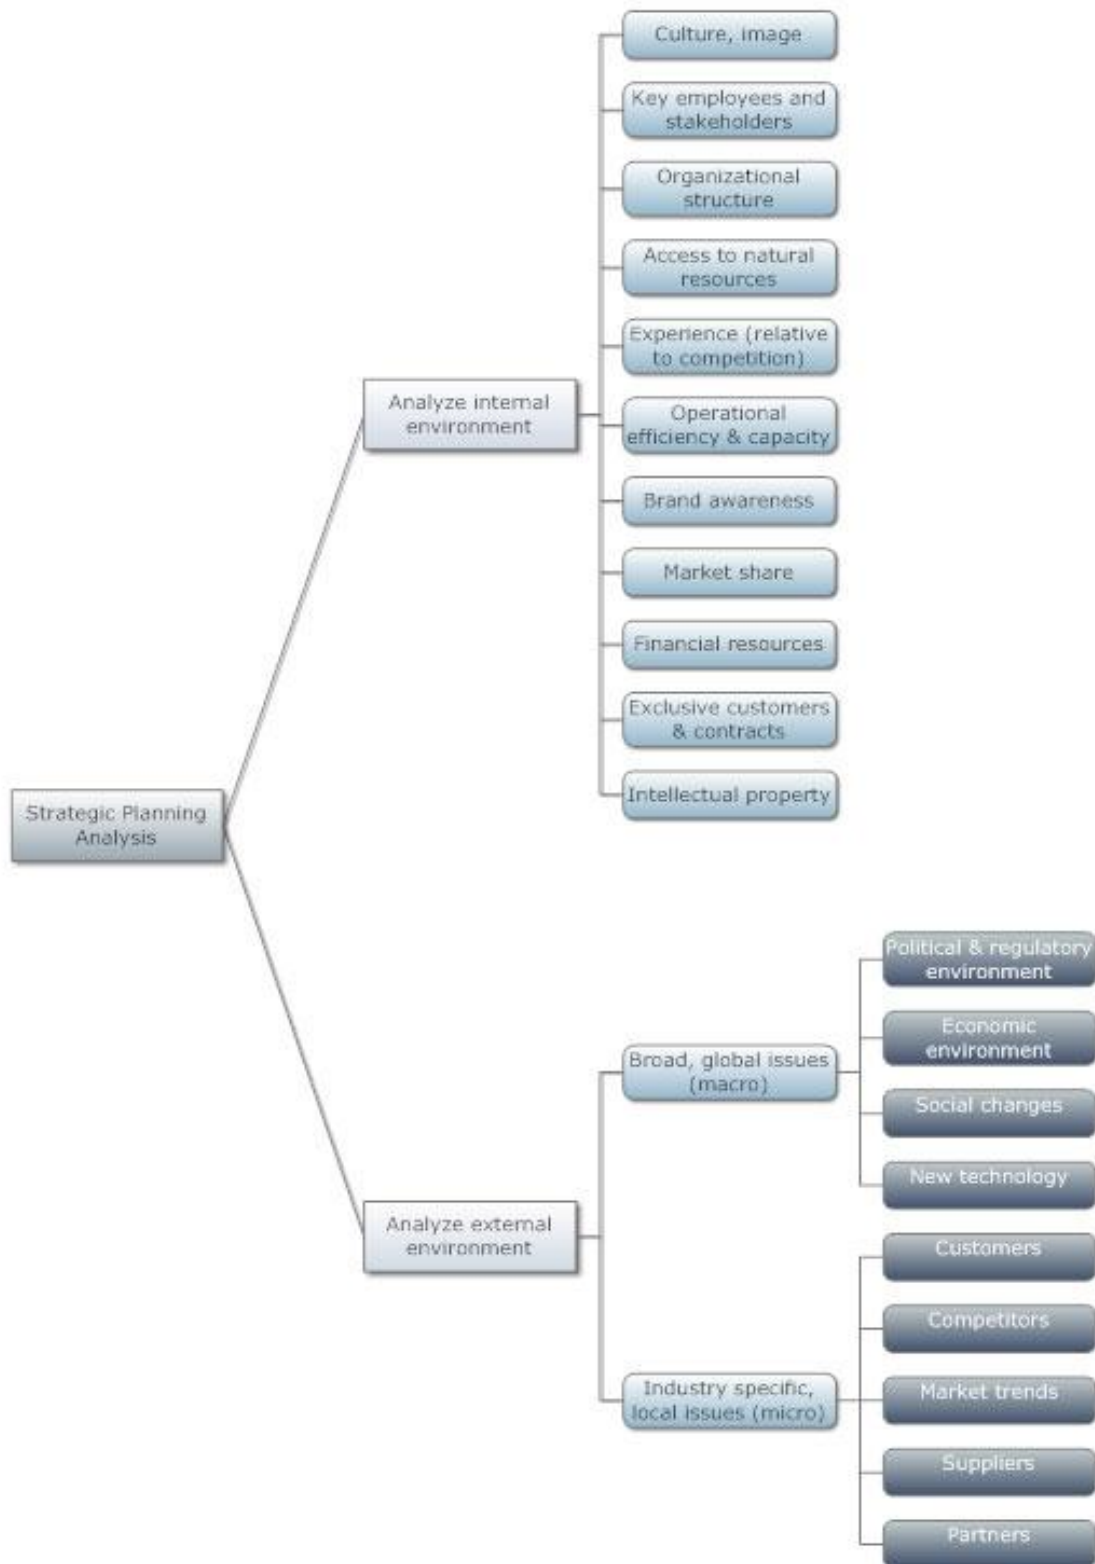 Culture, image
Key employees and
stakeholders
Organizational
structure
Access to natural
resources
Experience (relative
to competition)
Analyze internal
environment
Operational
efficiency & capacity
Brand awareness
Market share
Financial resources
Exclusive customers
& contracts
Intellectual property
Strategic Planning
Analysis
Political & regulatory
environment
Economic
environment
Broad, global issues
(macro)
Social changes
New technology
Analyze external
environment
Customers
Competitors
Industry specific,
local issues (micro)
Market trends
Suppliers
Partners